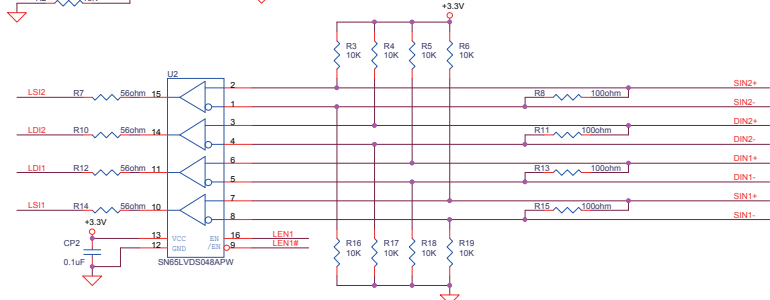 +3.3V
R3 R4 R5 R6
10K 10K 10K 10K
U2
LSI2 R7 56ohm 15 2 R8 100ohm SIN2+
1 SIN2-
LDI2 R10 56ohm 14 3 R11 100ohm DIN2+
4 DIN2-
LDI1 R12 56ohm 11 6 R13 100ohm DIN1+
5 DIN1-
LSI1 R14 56ohm 10 7 R15 100ohm SIN1+
8 SIN1-
+3.3V
13 VCC EN 16 LEN1
12 GND /EN 9 LEN1#
CP2
0.1uF
SN65LVDS048APW
R16 R17 R18 R19
10K 10K 10K 10K